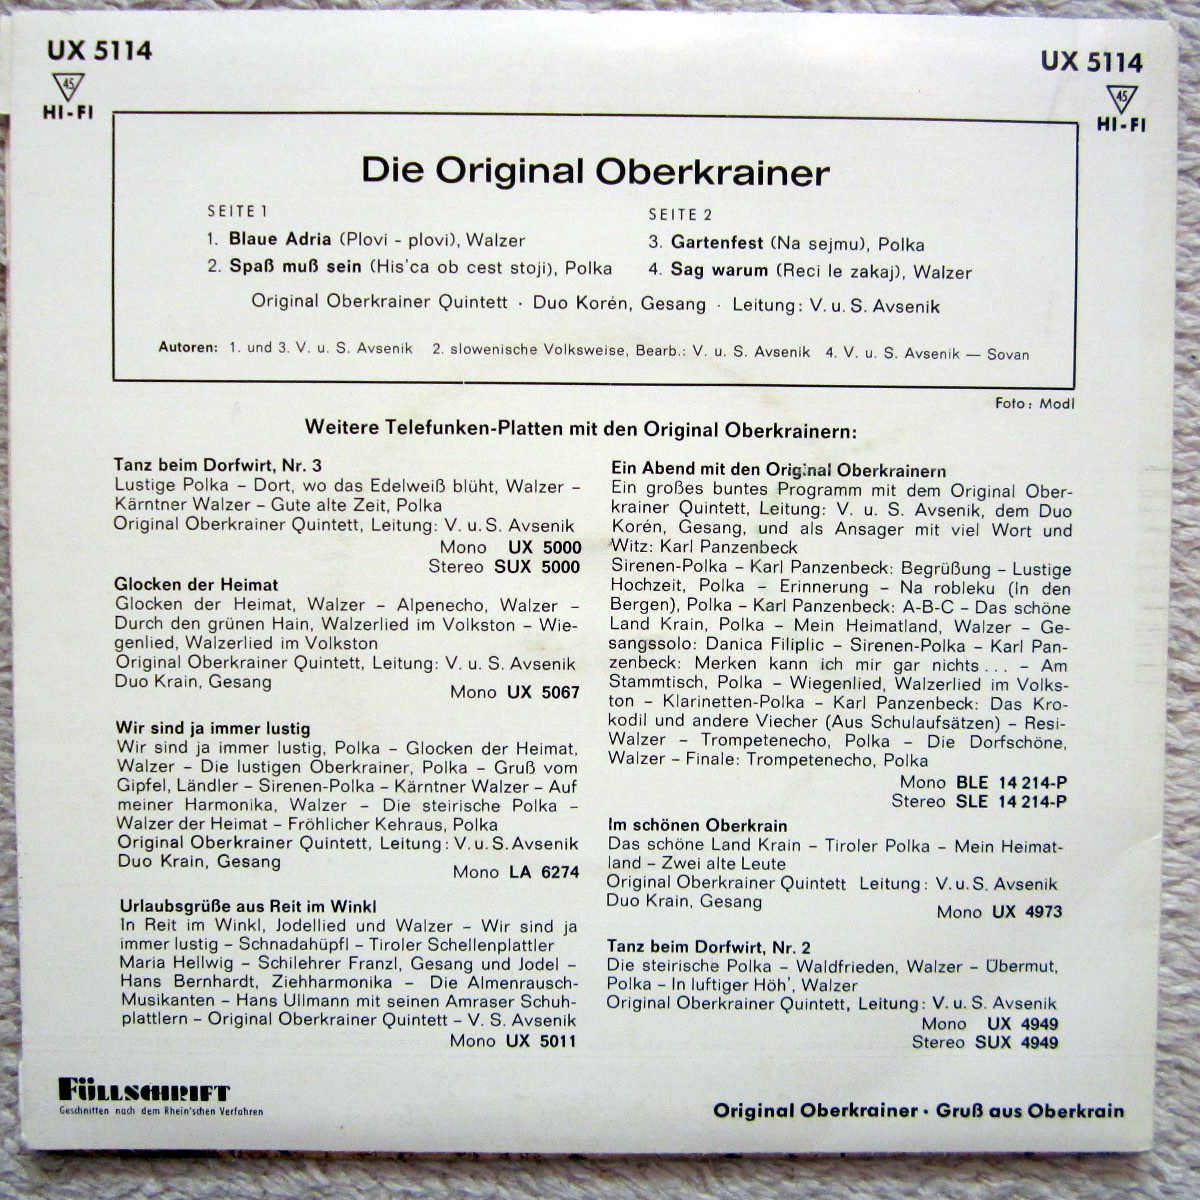 UX 5114
45
HI-FI
UX 5114
45
HI-FI
Die Original Oberkrainer
SEITE 1
1. Blaue Adria (Plovi - plovi), Walzer
2. Spaß muß sein (His'ca ob cest stoji), Polka
SEITE 2
3. Gartenfest (Na sejmu), Polka
4. Sag warum (Reci le zakaj), Walzer
Original Oberkrainer Quintett · Duo Korén, Gesang · Leitung: V. u. S. Avsenik
Autoren: 1. und 3. V. u. S. Avsenik 2. slowenische Volksweise, Bearb.: V. u. S. Avsenik 4. V. u. S. Avsenik — Sovan
Foto: Modl
Weitere Telefunken-Platten mit den Original Oberkrainern:
Tanz beim Dorfwirt, Nr. 3
Lustige Polka – Dort, wo das Edelweiß blüht, Walzer –
Kärntner Walzer – Gute alte Zeit, Polka
Original Oberkrainer Quintett, Leitung: V. u. S. Avsenik
Mono UX 5000
Stereo SUX 5000
Glocken der Heimat
Glocken der Heimat, Walzer – Alpenecho, Walzer –
Durch den grünen Hain, Walzerlied im Volkston – Wie-
genlied, Walzerlied im Volkston
Original Oberkrainer Quintett, Leitung: V. u. S. Avsenik
Duo Krain, Gesang
Mono UX 5067
Wir sind ja immer lustig
Wir sind ja immer lustig, Polka – Glocken der Heimat,
Walzer – Die lustigen Oberkrainer, Polka – Gruß vom
Gipfel, Ländler – Sirenen-Polka – Kärntner Walzer – Auf
meiner Harmonika, Walzer – Die steirische Polka –
Walzer der Heimat – Fröhlicher Kehraus, Polka
Original Oberkrainer Quintett, Leitung: V. u. S. Avsenik
Duo Krain, Gesang
Mono LA 6274
Urlaubsgrüße aus Reit im Winkl
In Reit im Winkl, Jodellied und Walzer – Wir sind ja
immer lustig – Schnadahüpfl – Tiroler Schellenplattler
Maria Hellwig – Schilehrer Franzl, Gesang und Jodel –
Hans Bernhardt, Ziehharmonika – Die Almenrausch-
Musikanten – Hans Ullmann mit seinen Amraser Schuh-
plattlern – Original Oberkrainer Quintett – V. S. Avsenik
Mono UX 5011
Ein Abend mit den Original Oberkrainern
Ein großes buntes Programm mit dem Original Ober-
krainer Quintett, Leitung: V. u. S. Avsenik, dem Duo
Korén, Gesang, und als Ansager mit viel Wort und
Witz: Karl Panzenbeck
Sirenen-Polka – Karl Panzenbeck: Begrüßung – Lustige
Hochzeit, Polka – Erinnerung – Na robleku (In den
Bergen), Polka – Karl Panzenbeck: A-B-C – Das schöne
Land Krain, Polka – Mein Heimatland, Walzer – Ge-
sangssolo: Danica Filiplic – Sirenen-Polka – Karl Pan-
zenbeck: Merken kann ich mir gar nichts ... – Am
Stammtisch, Polka – Wiegenlied, Walzerlied im Volks-
ton – Klarinetten-Polka – Karl Panzenbeck: Das Kro-
kodil und andere Viecher (Aus Schulaufsätzen) – Resi-
Walzer – Trompetenecho, Polka – Die Dorfschöne,
Walzer – Finale: Trompetenecho, Polka
Mono BLE 14 214-P
Stereo SLE 14 214-P
Im schönen Oberkrain
Das schöne Land Krain – Tiroler Polka – Mein Heimat-
land – Zwei alte Leute
Original Oberkrainer Quintett Leitung: V. u. S. Avsenik
Duo Krain, Gesang
Mono UX 4973
Tanz beim Dorfwirt, Nr. 2
Die steirische Polka – Waldfrieden, Walzer – Übermut,
Polka – In luftiger Höh', Walzer
Original Oberkrainer Quintett, Leitung: V. u. S. Avsenik
Mono UX 4949
Stereo SUX 4949
FÜLLSCHRIFT
Geschnitten nach dem Rhein'schen Verfahren
Original Oberkrainer · Gruß aus Oberkrain